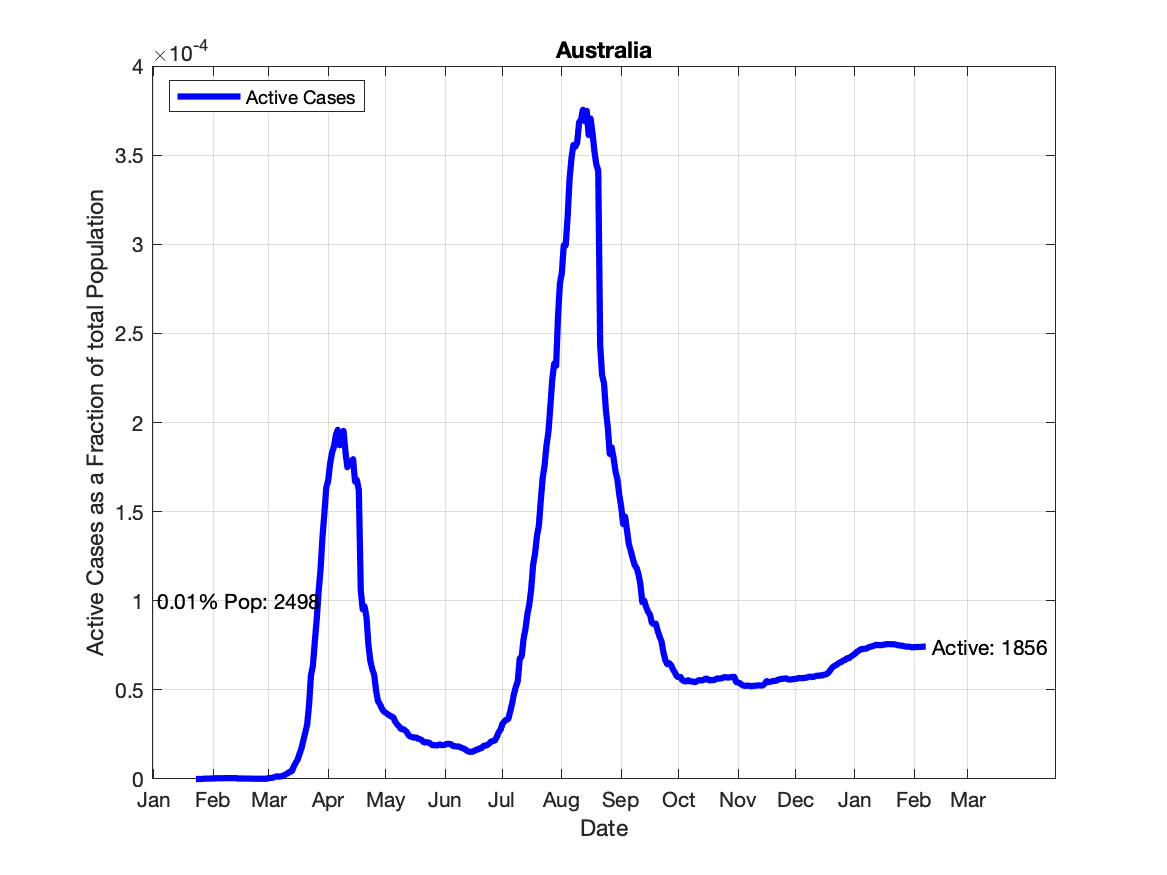 Australia
×10-4
Active Cases
4
3.5
3
2.5
2
1.5
1
0.5
0
Active Cases as a Fraction of total Population
0.01% Pop: 2498
Active: 1856
Jan Feb Mar Apr May Jun Jul Aug Sep Oct Nov Dec Jan Feb Mar
Date